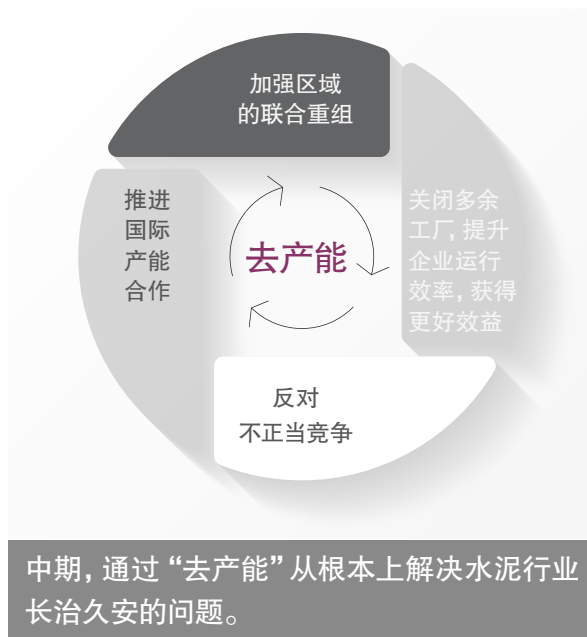 加强区域
的联合重组
关闭多余
工厂,提升
企业运行
效率,获得
更好效益
反对
不正当竞争
推进
国际
产能
合作
去产能
中期,通过“去产能”从根本上解决水泥行业
长治久安的问题。